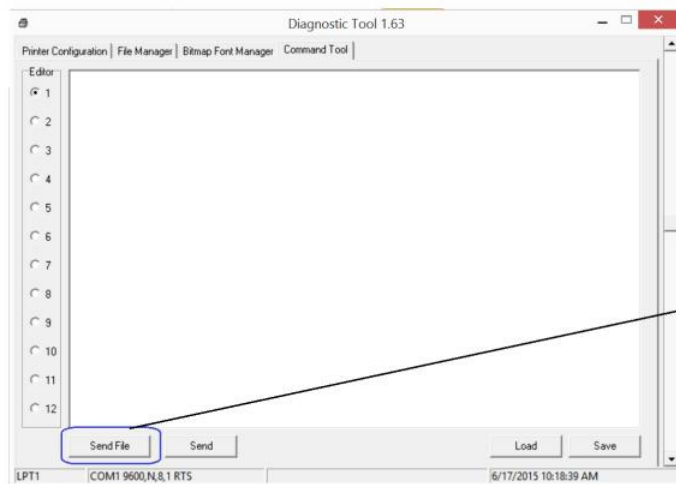 Diagnostic Tool 1.63
Printer Configuration File Manager Bitmap Font Manager Command Tool
Editor
1
2
3
4
5
6
7
8
9
10
11
12
Send File Send Load Save
LPT1 COM1 9600,N,8,1 RTS 6/17/2015 10:18:39 AM